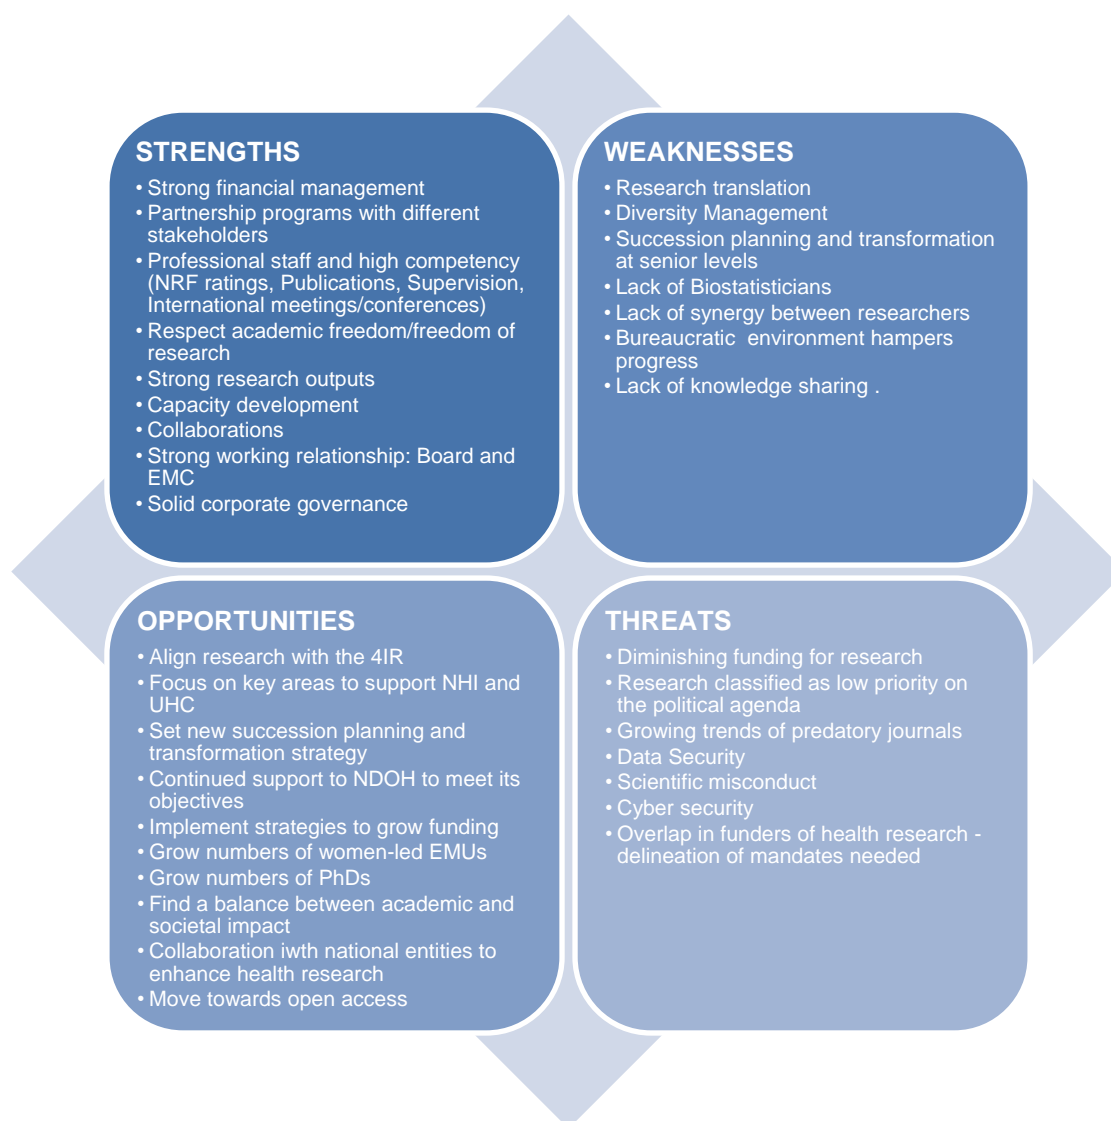 STRENGTHS
• Strong financial management
• Partnership programs with different
stakeholders
• Professional staff and high competency
(NRF ratings, Publications, Supervision,
International meetings/conferences)
• Respect academic freedom/freedom of
research
• Strong research outputs
• Capacity development
• Collaborations
• Strong working relationship: Board and
EMC
• Solid corporate governance
WEAKNESSES
• Research translation
• Diversity Management
• Succession planning and transformation
at senior levels
• Lack of Biostatisticians
• Lack of synergy between researchers
• Bureaucratic  environment hampers
progress
• Lack of knowledge sharing .
OPPORTUNITIES
• Align research with the 4IR
• Focus on key areas to support NHI and
UHC
• Set new succession planning and
transformation strategy
• Continued support to NDOH to meet its
objectives
• Implement strategies to grow funding
• Grow numbers of women-led EMUs
• Grow numbers of PhDs
• Find a balance between academic and
societal impact
• Collaboration iwth national entities to
enhance health research
• Move towards open access
THREATS
• Diminishing funding for research
• Research classified as low priority on
the political agenda
• Growing trends of predatory journals
• Data Security
• Scientific misconduct
• Cyber security
• Overlap in funders of health research -
delineation of mandates needed